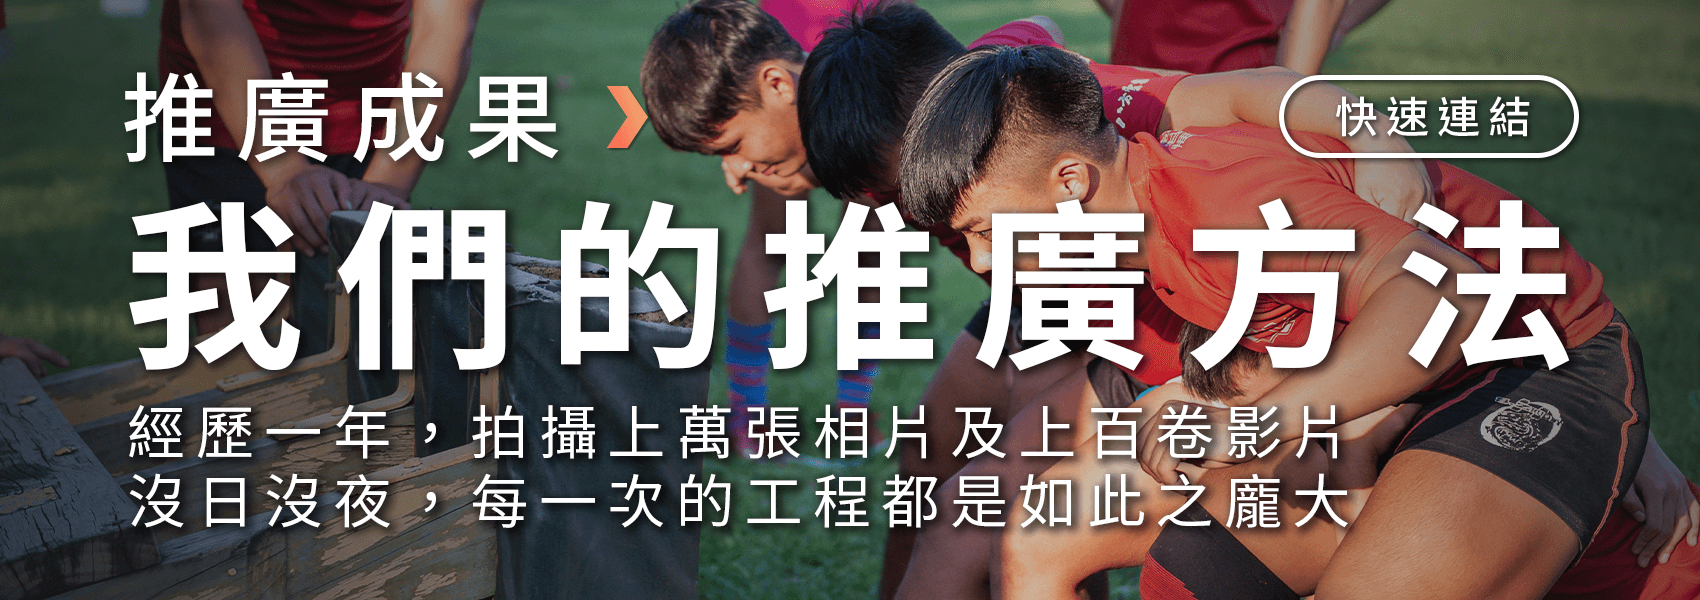 推廣成果
快速連結
我們的推廣方法
經歷一年，拍攝上萬張相片及上百卷影片
沒日沒夜，每一次的工程都是如此之龐大